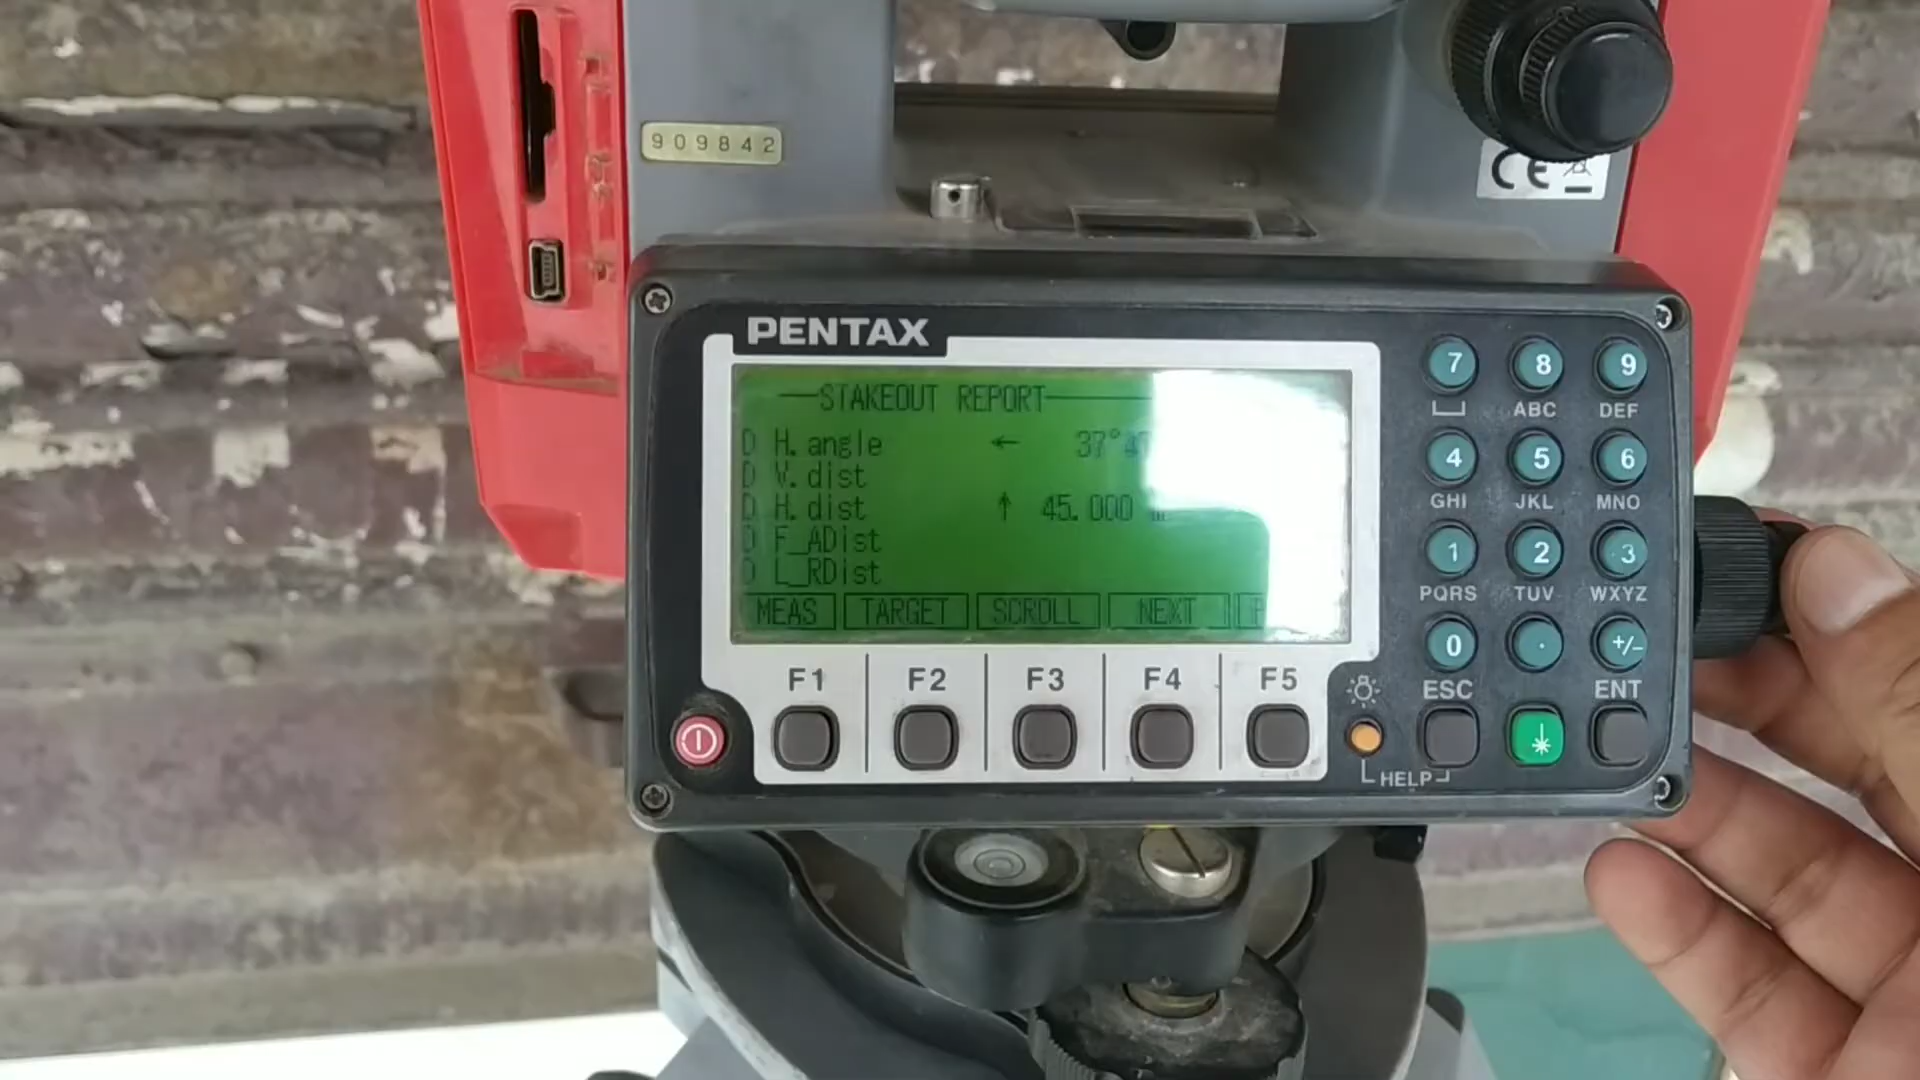 909842
CE
PENTAX
STAKEOUT REPORT
D H. angle ← 37°
D V. dist
D H. dist ↑ 45.000
D F_ADist
D L_RDist
MEAS TARGET SCROLL NEXT
F1 F2 F3 F4 F5
7 8 9
ABC DEF
4 5 6
GHI JKL MNO
1 2 3
PQRS TUV WXYZ
0 . +/-
ESC ENT
HELP